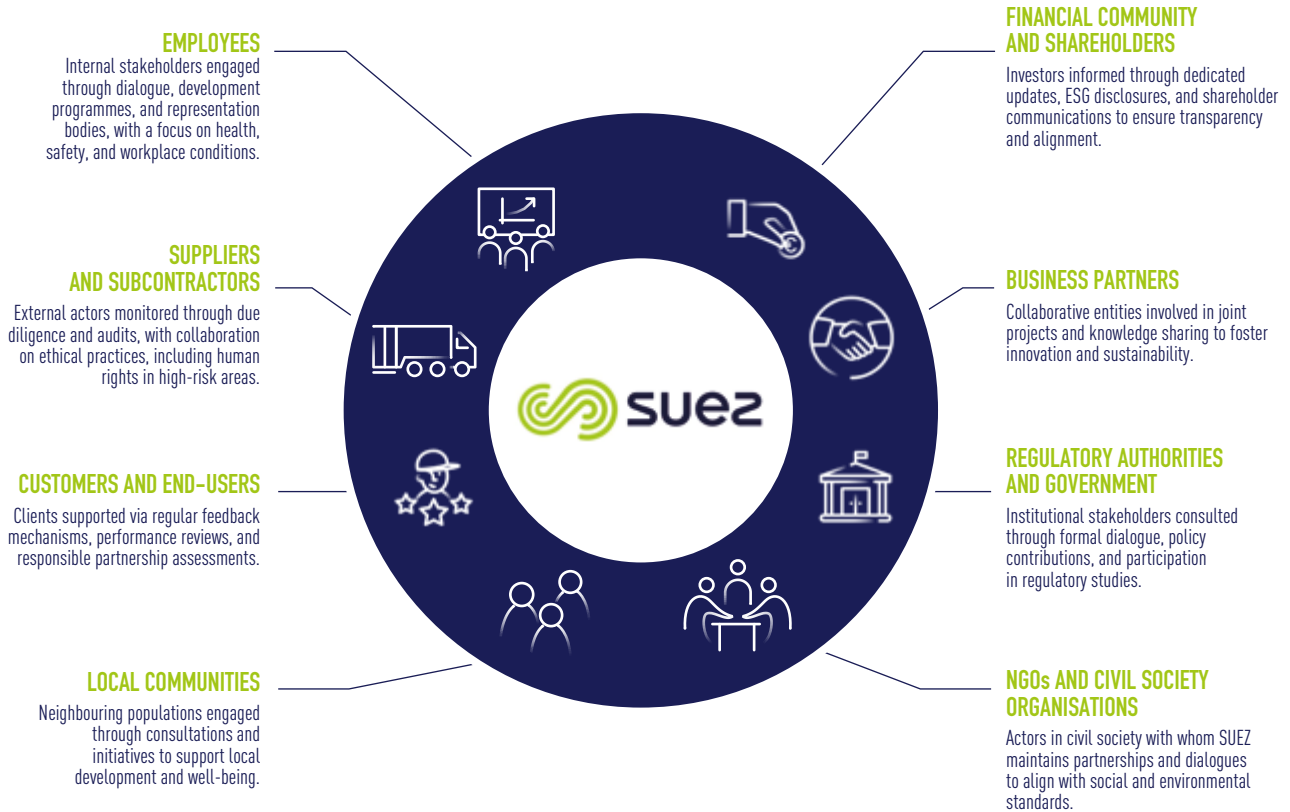 EMPLOYEES
Internal stakeholders engaged
through dialogue, development
programmes, and representation
bodies, with a focus on health,
safety, and workplace conditions.
SUPPLIERS
AND SUBCONTRACTORS
External actors monitored through due
diligence and audits, with collaboration
on ethical practices, including human
rights in high-risk areas.
CUSTOMERS AND END-USERS
Clients supported via regular feedback
mechanisms, performance reviews, and
responsible partnership assessments.
LOCAL COMMUNITIES
Neighbouring populations engaged
through consultations and
initiatives to support local
development and well-being.
suez
€
FINANCIAL COMMUNITY
AND SHAREHOLDERS
Investors informed through dedicated
updates, ESG disclosures, and shareholder
communications to ensure transparency
and alignment.
BUSINESS PARTNERS
Collaborative entities involved in joint
projects and knowledge sharing to foster
innovation and sustainability.
REGULATORY AUTHORITIES
AND GOVERNMENT
Institutional stakeholders consulted
through formal dialogue, policy
contributions, and participation
in regulatory studies.
NGOs AND CIVIL SOCIETY
ORGANISATIONS
Actors in civil society with whom SUEZ
maintains partnerships and dialogues
to align with social and environmental
standards.